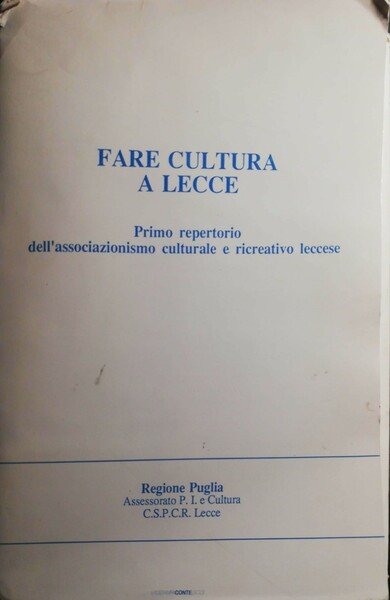 FARE CULTURA
A LECCE
Primo repertorio
dell'associazionismo culturale e ricreativo leccese
Regione Puglia
Assessorato P. I. e Cultura
C.S.P.C.R. Lecce